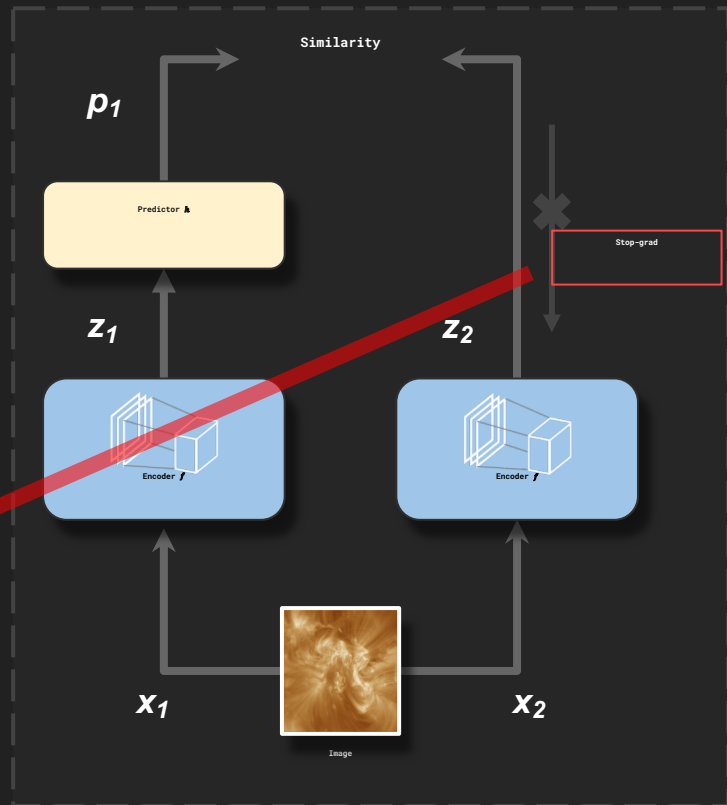 Similarity
p1
Predictor h
Stop-grad
z1
z2
Encoder f
Encoder f
x1
x2
Image